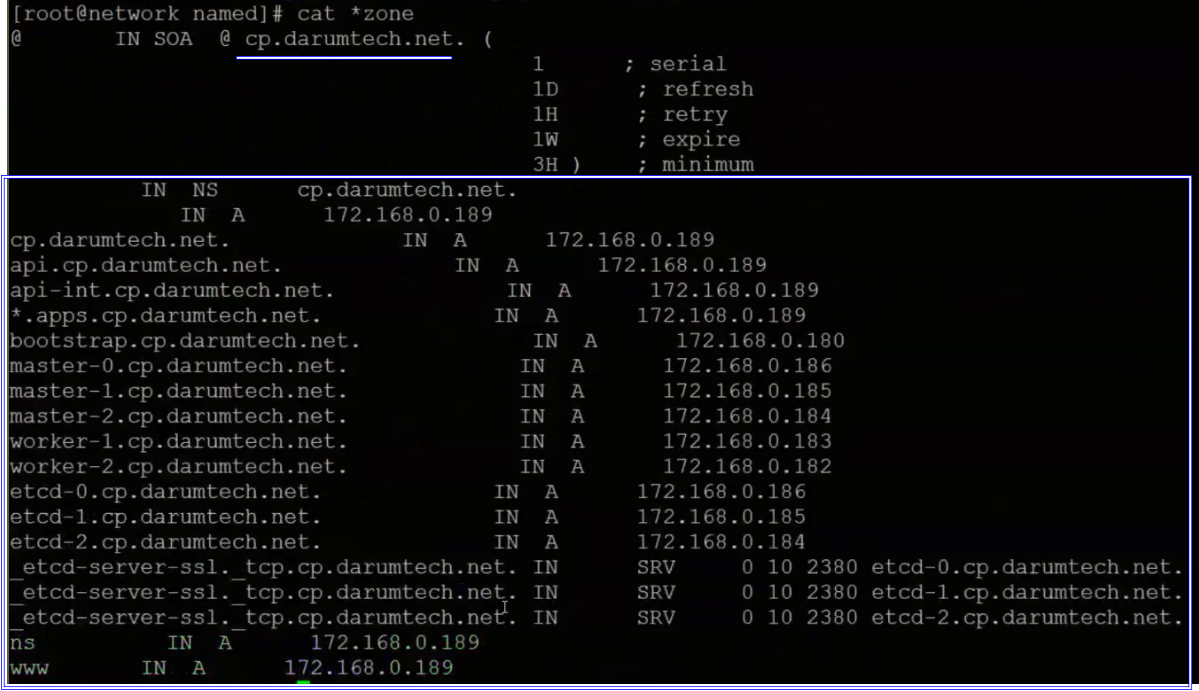 [root@network named]# cat *zone
@ IN SOA @ cp.darumtech.net. (
1 ; serial
1D ; refresh
1H ; retry
1W ; expire
3H ) ; minimum
IN NS cp.darumtech.net.
IN A 172.168.0.189
cp.darumtech.net. IN A 172.168.0.189
api.cp.darumtech.net. IN A 172.168.0.189
api-int.cp.darumtech.net. IN A 172.168.0.189
*.apps.cp.darumtech.net. IN A 172.168.0.189
bootstrap.cp.darumtech.net. IN A 172.168.0.180
master-0.cp.darumtech.net. IN A 172.168.0.186
master-1.cp.darumtech.net. IN A 172.168.0.185
master-2.cp.darumtech.net. IN A 172.168.0.184
worker-1.cp.darumtech.net. IN A 172.168.0.183
worker-2.cp.darumtech.net. IN A 172.168.0.182
etcd-0.cp.darumtech.net. IN A 172.168.0.186
etcd-1.cp.darumtech.net. IN A 172.168.0.185
etcd-2.cp.darumtech.net. IN A 172.168.0.184
_etcd-server-ssl._tcp.cp.darumtech.net. IN SRV 0 10 2380 etcd-0.cp.darumtech.net.
_etcd-server-ssl._tcp.cp.darumtech.net. IN SRV 0 10 2380 etcd-1.cp.darumtech.net.
_etcd-server-ssl._tcp.cp.darumtech.net. IN SRV 0 10 2380 etcd-2.cp.darumtech.net.
ns IN A 172.168.0.189
www IN A 172.168.0.189